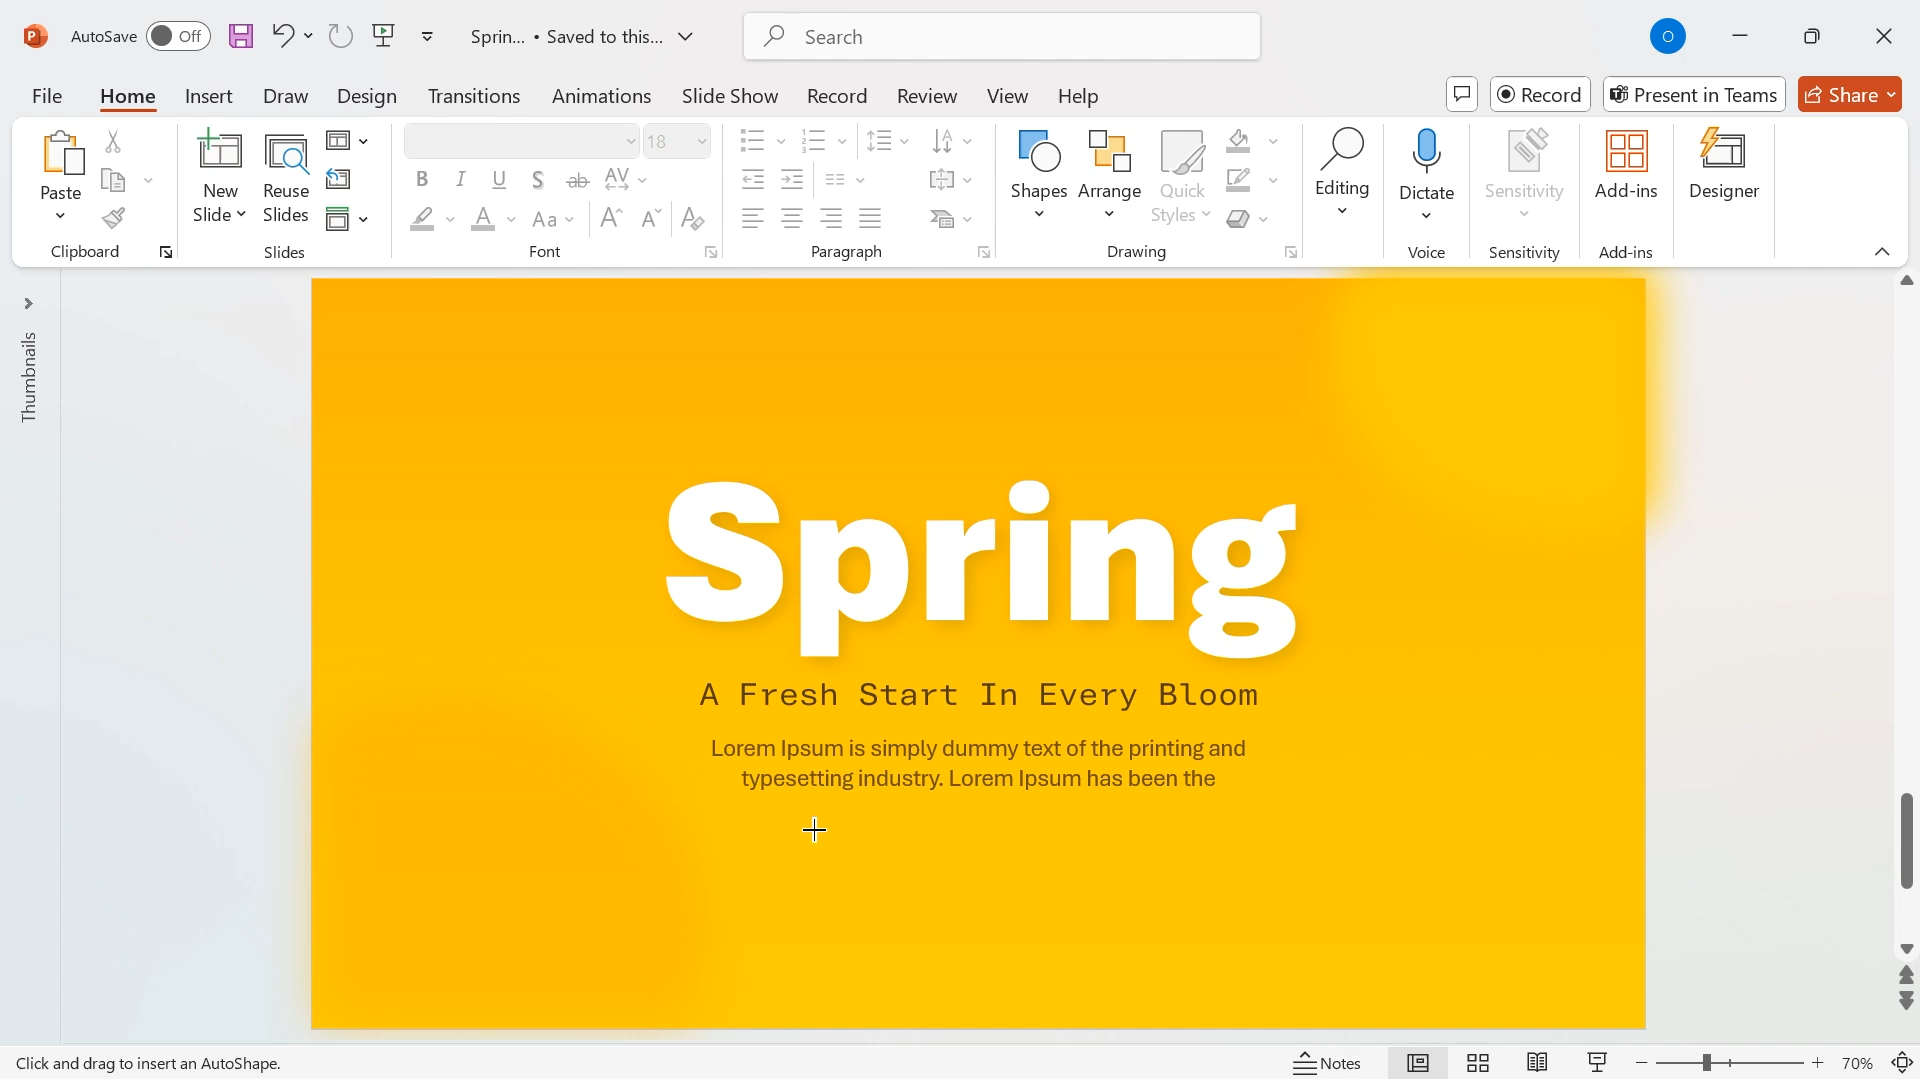 P
AutoSave
Off
Sprin... • Saved to this...
Search
O
File
Home
Insert
Draw
Design
Transitions
Animations
Slide Show
Record
Review
View
Help
Record
Present in Teams
Share
Paste
Clipboard
New
Slide
Reuse
Slides
Slides
18
B
I
U
S
ab
AV
A
Aa
A
A
A
Font
Paragraph
Shapes
Arrange
Quick
Styles
Drawing
Editing
Dictate
Voice
Sensitivity
Sensitivity
Add-ins
Add-ins
Designer
Thumbnails
Spring
A Fresh Start In Every Bloom
Lorem Ipsum is simply dummy text of the printing and
typesetting industry. Lorem Ipsum has been the
Click and drag to insert an AutoShape.
Notes
70%